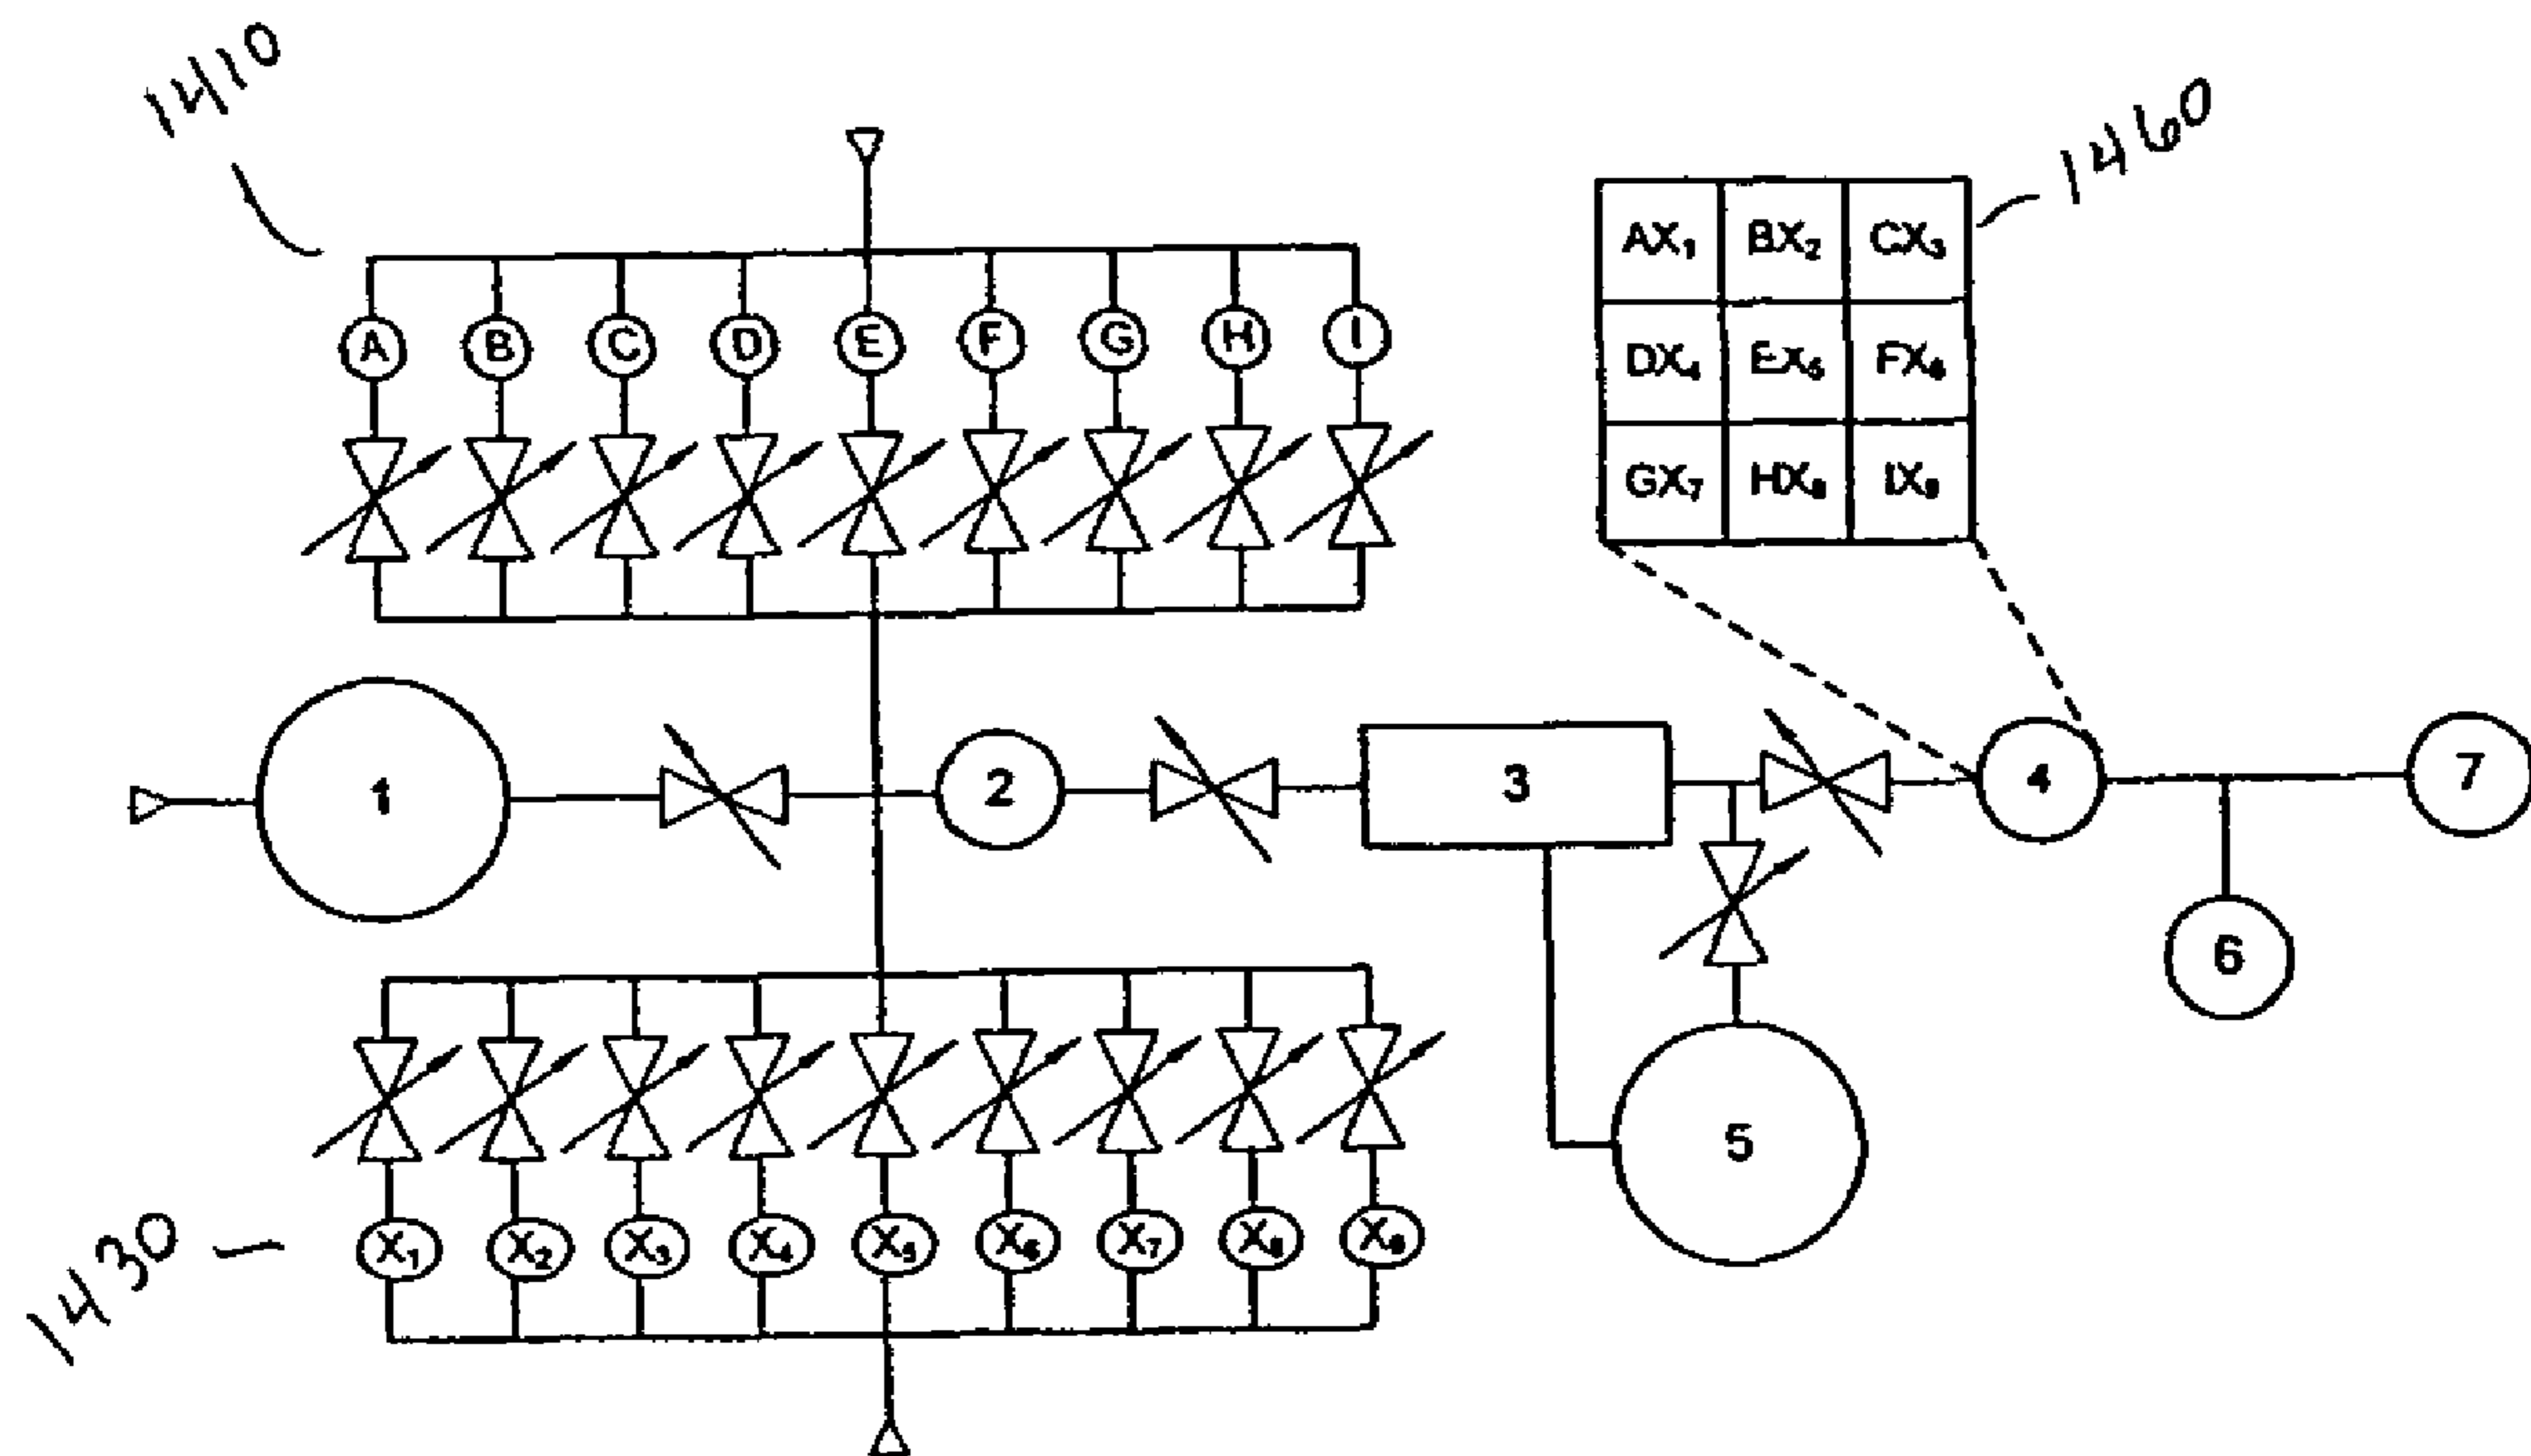 1410
1460
AX₁ BX₂ CX₃
DX₄ EX₅ FX₆
GX₇ HX₈ IX₉
A B C D E F G H I
1 2 3 4 7
6
5
X₁ X₂ X₃ X₄ X₅ X₆ X₇ X₈ X₉
1430